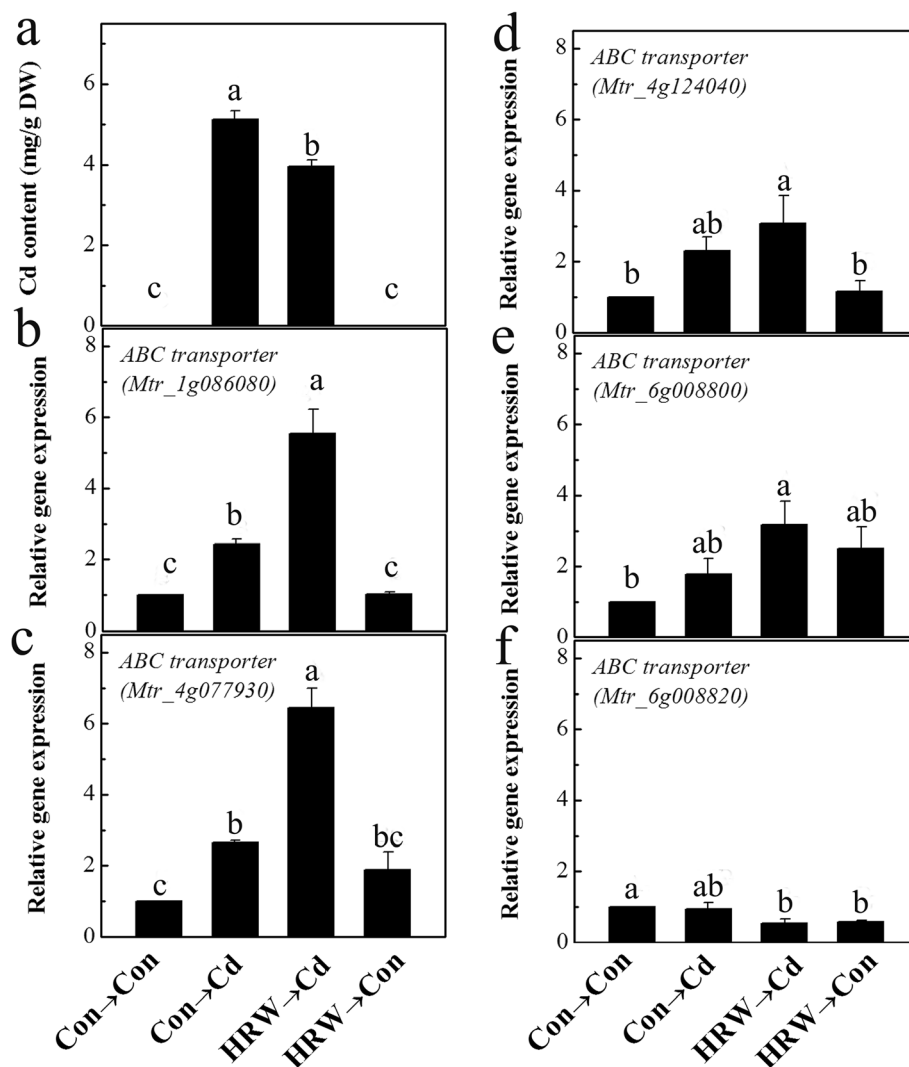 a
Cd content (mg/g DW)
6
4
2
0
c
a
b
c
b
Relative gene expression
8
6
4
2
0
ABC transporter
(Mtr_1g086080)
c
b
a
c
c
Relative gene expression
8
6
4
2
0
ABC transporter
(Mtr_4g077930)
c
b
a
bc
Con→Con
Con→Cd
HRW→Cd
HRW→Con
d
Relative gene expression
8
6
4
2
0
ABC transporter
(Mtr_4g124040)
b
ab
a
b
e
Relative gene expression
8
6
4
2
0
ABC transporter
(Mtr_6g008800)
b
ab
a
ab
f
Relative gene expression
8
6
4
2
0
ABC transporter
(Mtr_6g008820)
a
ab
b
b
Con→Con
Con→Cd
HRW→Cd
HRW→Con